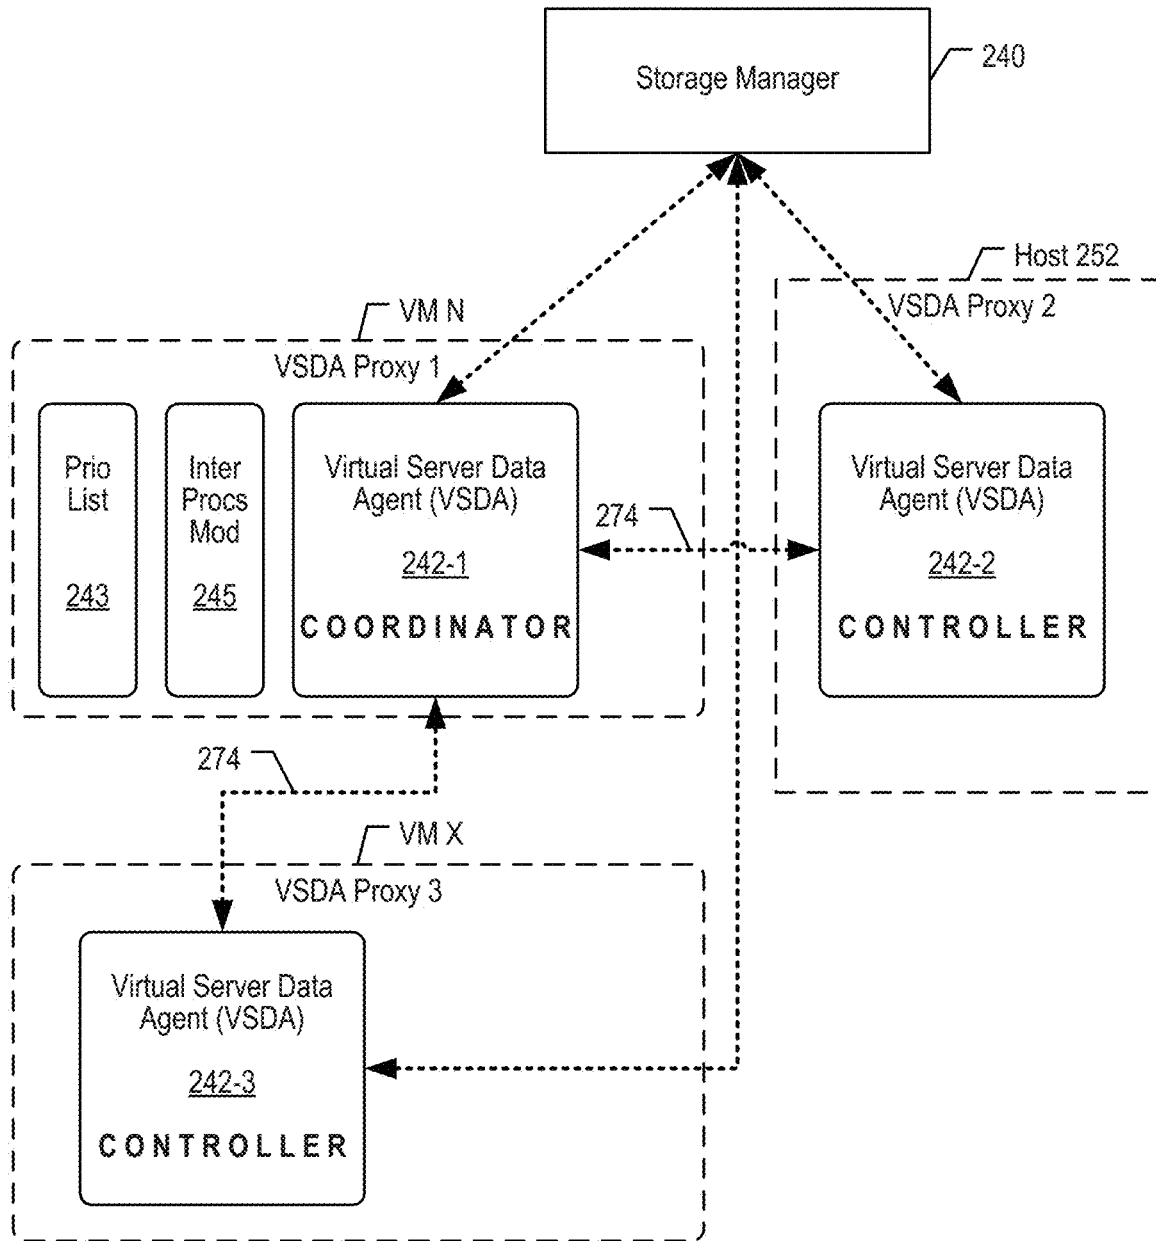 Storage Manager
240
Host 252
VSDA Proxy 2
VM N
VSDA Proxy 1
Prio
List
243
Inter
Procs
Mod
245
Virtual Server Data
Agent (VSDA)
242-1
COORDINATOR
274
Virtual Server Data
Agent (VSDA)
242-2
CONTROLLER
274
VM X
VSDA Proxy 3
Virtual Server Data
Agent (VSDA)
242-3
CONTROLLER